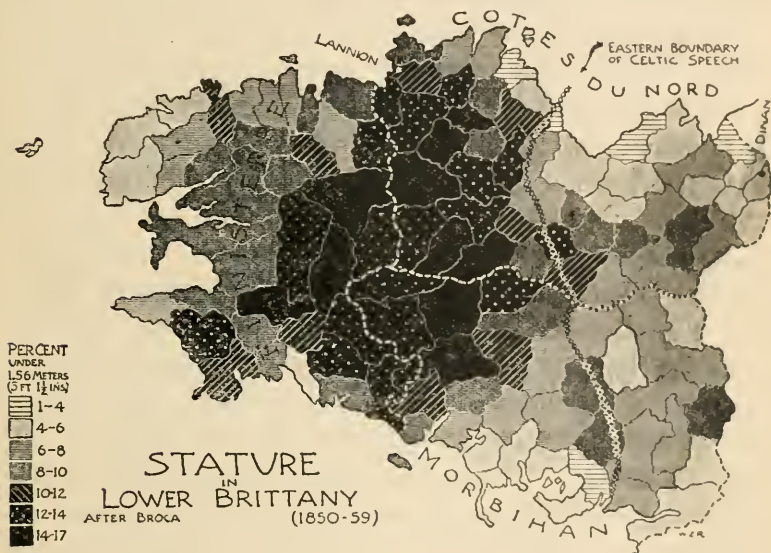 COTES DU NORD
LANNION
EASTERN BOUNDARY
OF CELTIC SPEECH
DINAN
PERCENT
UNDER
1.56 METERS
(5 FT 1½ INS)
1-4
4-6
6-8
8-10
10-12
12-14
14-17
STATURE
IN
LOWER BRITTANY
AFTER BROCA (1850-59)
MORBIHAN